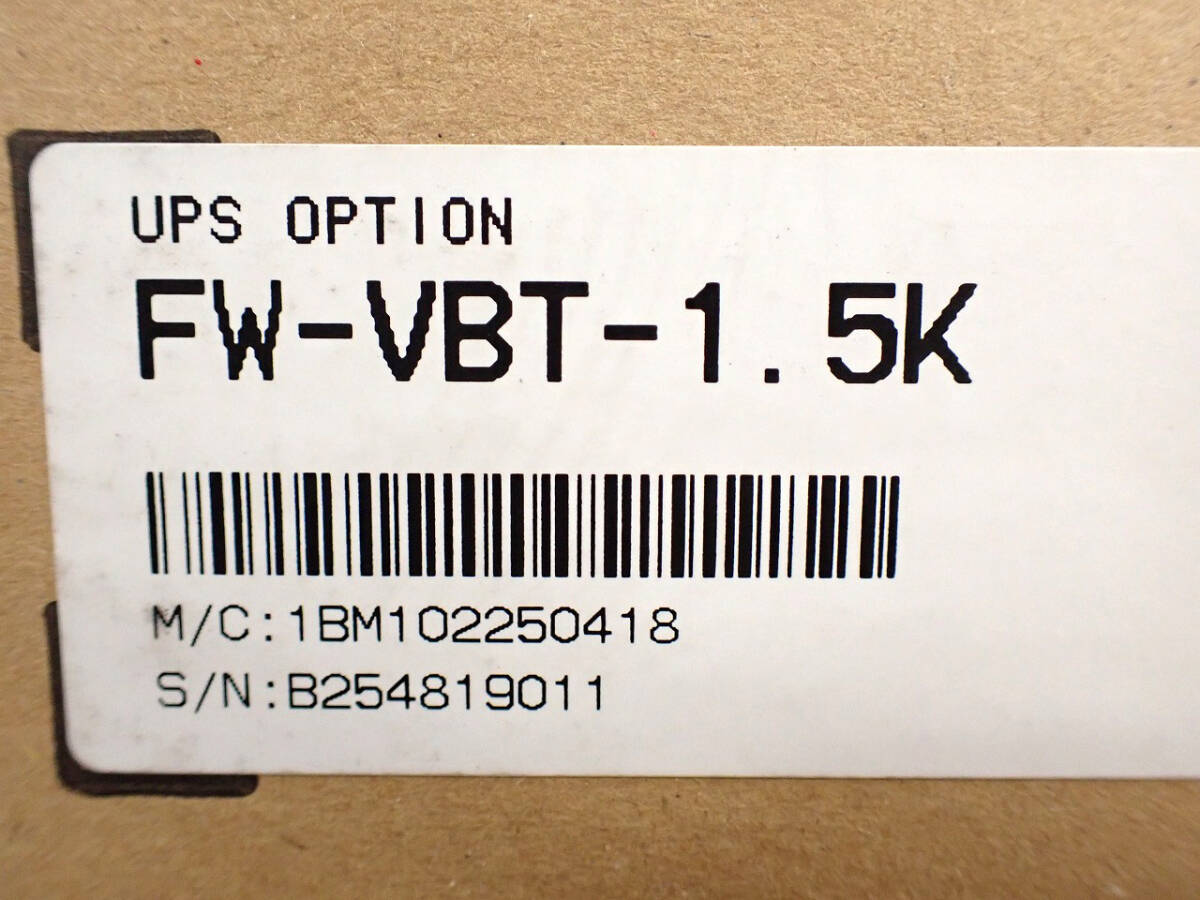 UPS OPTION
FW-VBT-1.5K
M/C:1BM102250418
S/N:B254819011